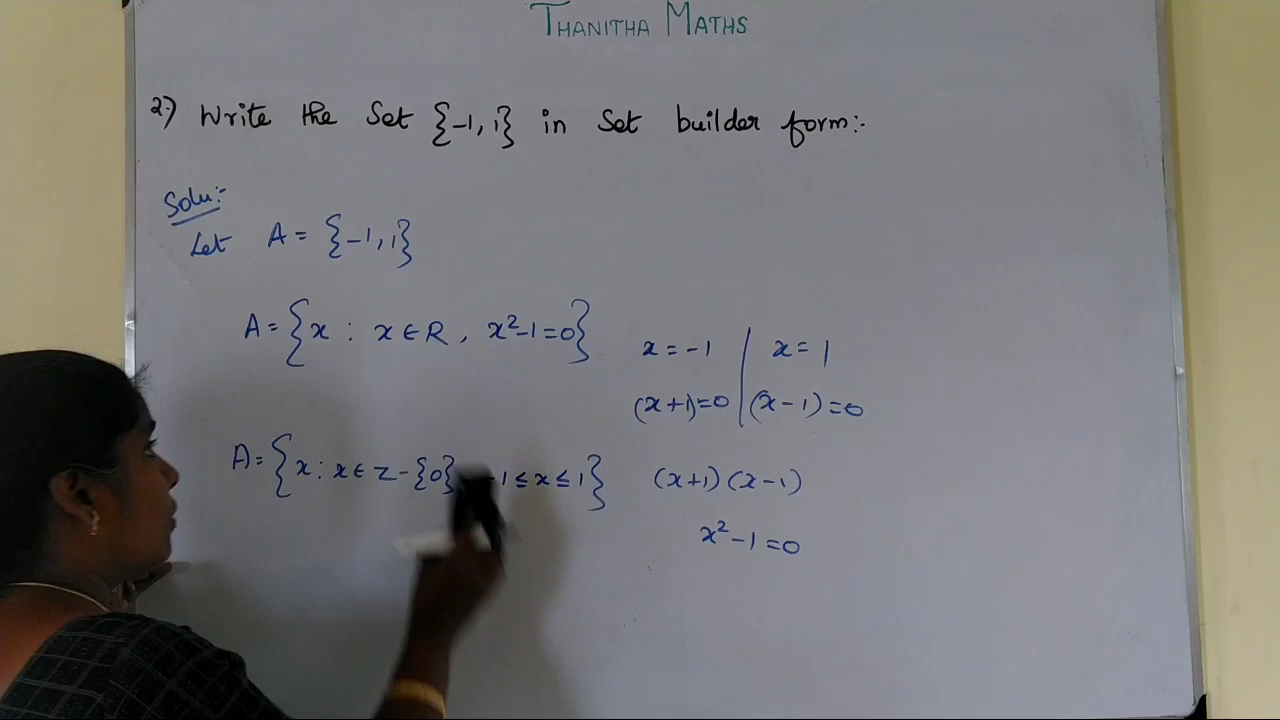 THANITHA MATHS
2) Write the Set {-1, 1} in Set builder form:-
Solu:-
Let A = {-1, 1}
A = {x : x ∈ R, x²-1=0}
x = -1 | x = 1
(x+1)=0 | (x-1)=0
A = {x : x ∈ Z - {0} -1 ≤ x ≤ 1}
(x+1) (x-1)
x²-1=0